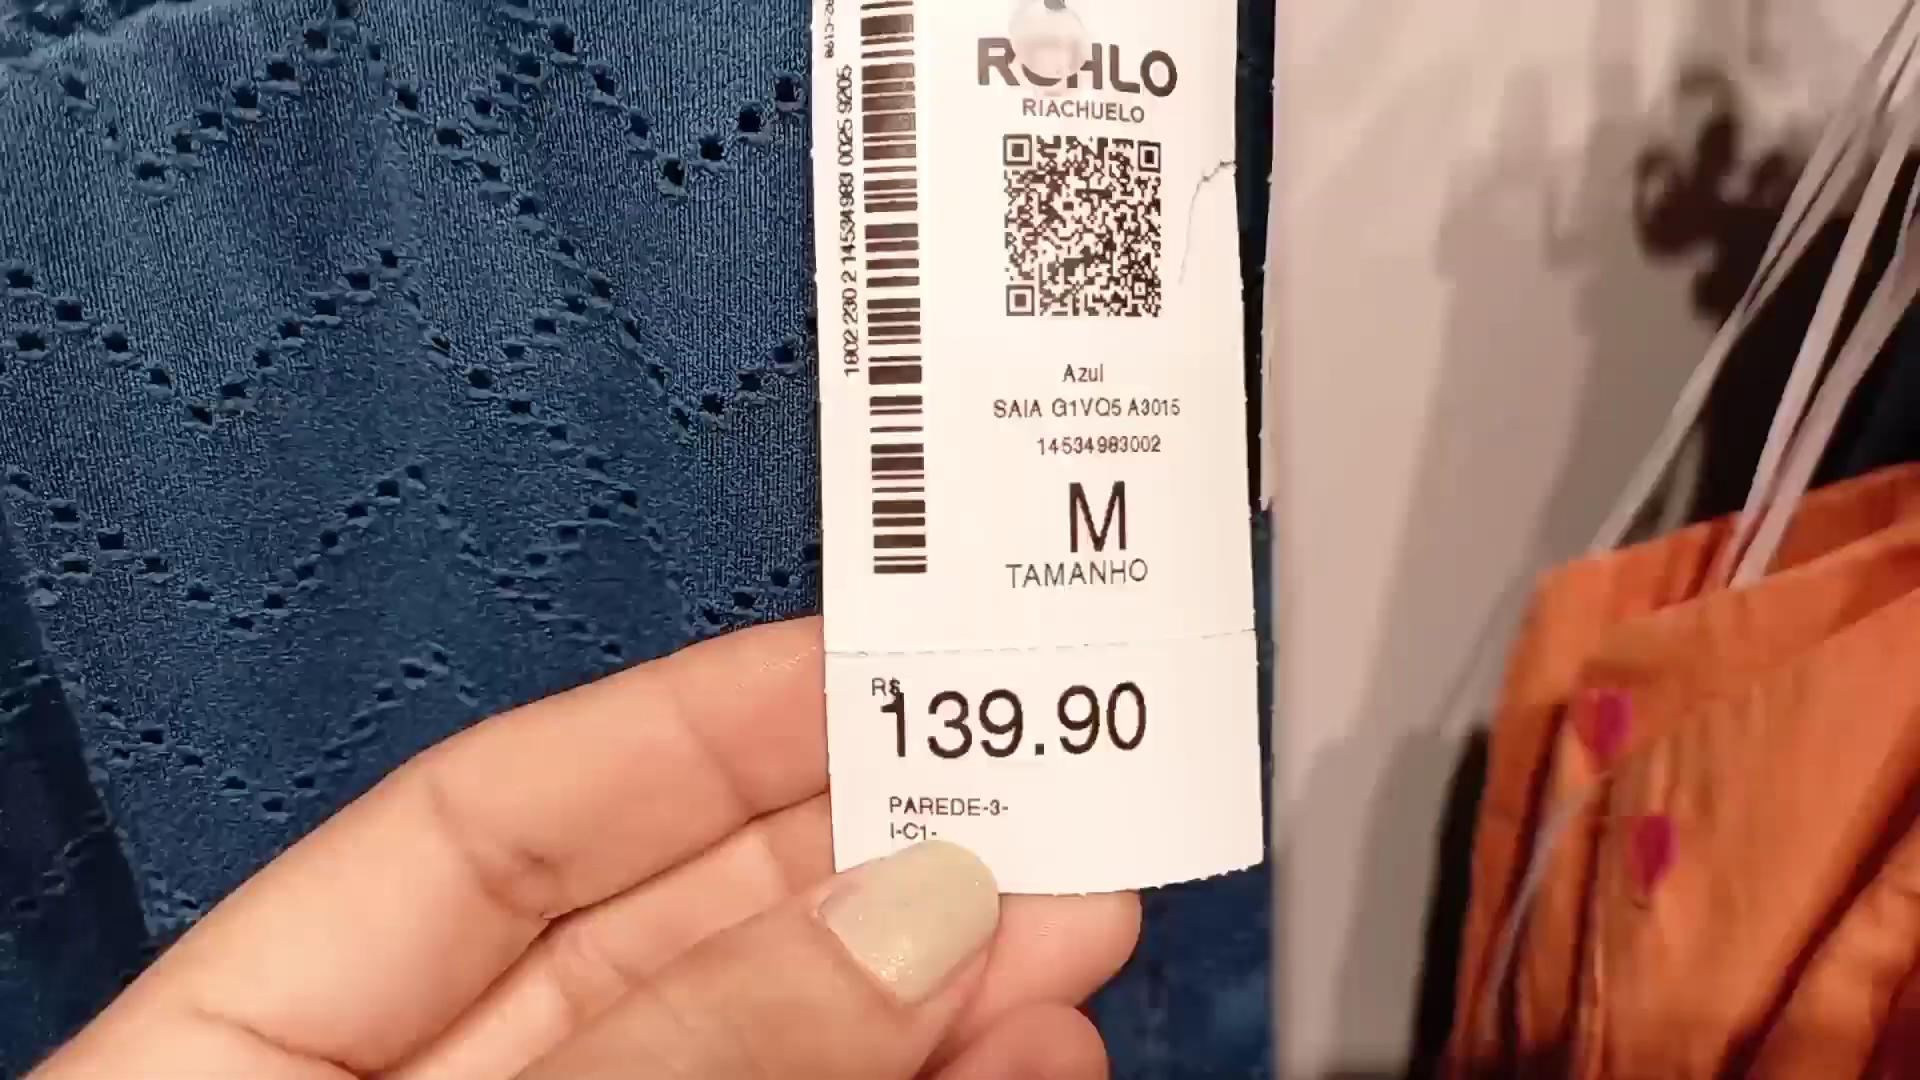 RCHLO
RIACHUELO
Azul
SAIA G1VQ5 A3015
14534983002
M
TAMANHO
R$
139.90
PAREDE-3-
I-C1-
1802 230 2 14534983 0025 9205